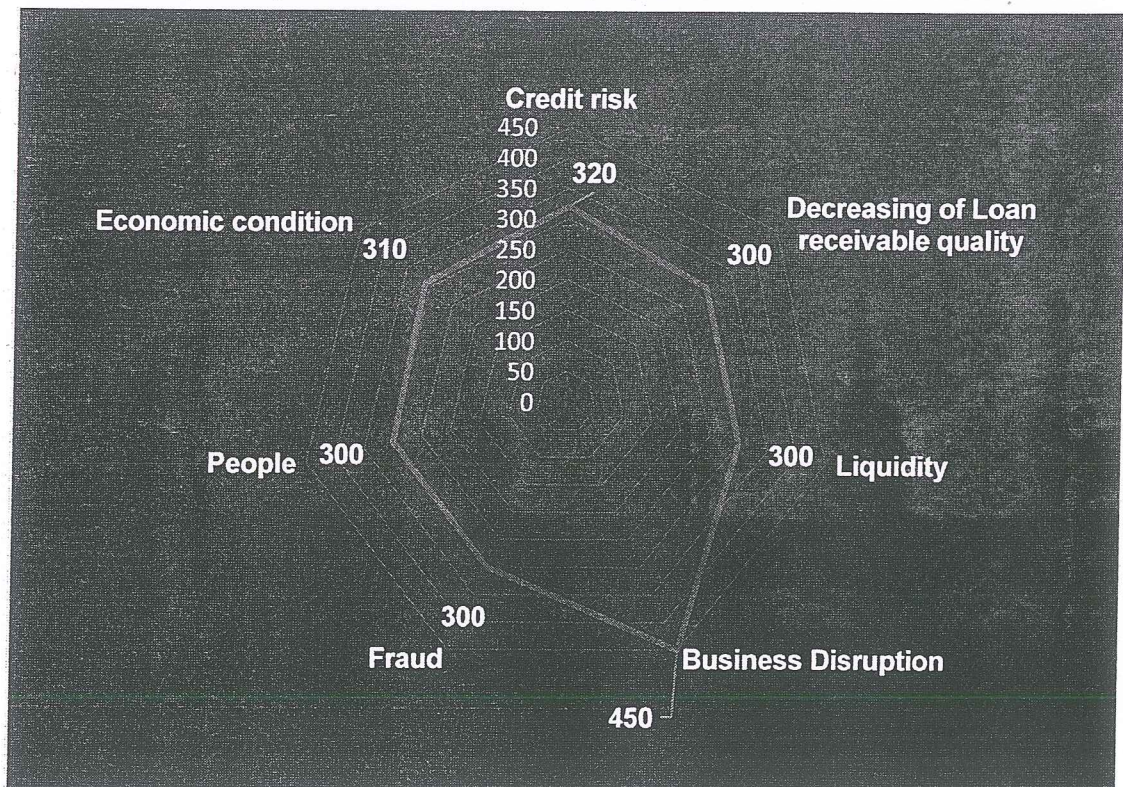 Credit risk
450
400
350
300
250
200
150
100
50
0
320
Decreasing of Loan
receivable quality
300
Liquidity
300
Business Disruption
450
Fraud
300
People
300
Economic condition
310